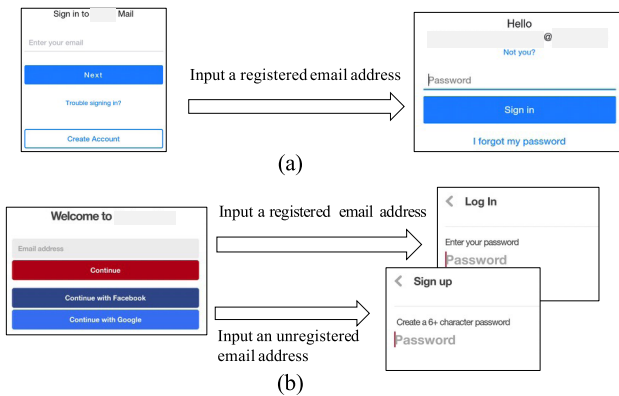 Sign in to Mail
Enter your email
Next
Trouble signing in?
Create Account
Input a registered email address
Hello
@
Not you?
Password
Sign in
I forgot my password
(a)
Welcome to
Email address
Continue
Continue with Facebook
Continue with Google
Input a registered email address
Input an unregistered
email address
Log In
Enter your password
Password
Sign up
Create a 6+ character password
Password
(b)